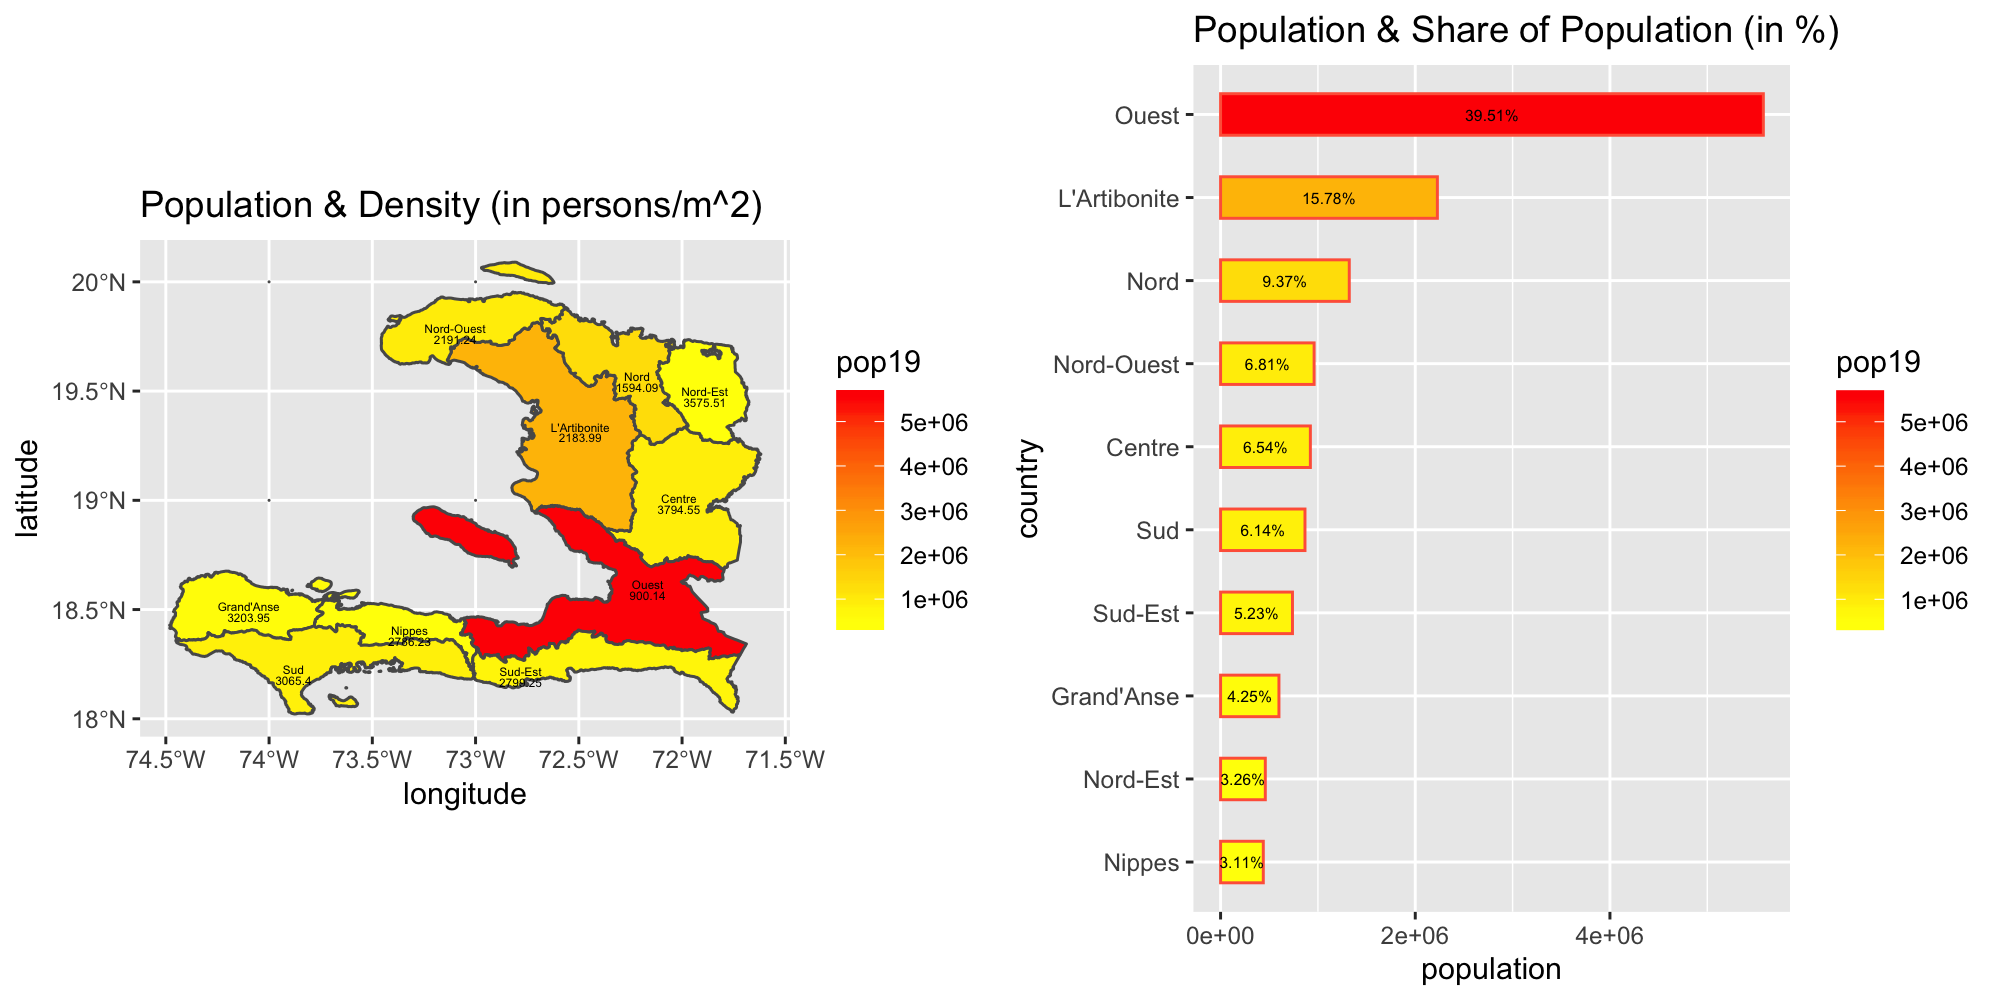 Population & Density (in persons/m^2)
20°N
19.5°N
19°N
18.5°N
18°N
latitude
74.5°W 74°W 73.5°W 73°W 72.5°W 72°W 71.5°W
longitude
Nord-Ouest
2191.24
Nord
1594.09
Nord-Est
3575.51
L'Artibonite
2183.99
Centre
3794.55
Ouest
900.14
Grand'Anse
3203.95
Nippes
2786.23
Sud
3065.4
Sud-Est
2799.25
pop19
5e+06
4e+06
3e+06
2e+06
1e+06
Population & Share of Population (in %)
country
Ouest 39.51%
L'Artibonite 15.78%
Nord 9.37%
Nord-Ouest 6.81%
Centre 6.54%
Sud 6.14%
Sud-Est 5.23%
Grand'Anse 4.25%
Nord-Est 3.26%
Nippes 3.11%
0e+00 2e+06 4e+06
population
pop19
5e+06
4e+06
3e+06
2e+06
1e+06